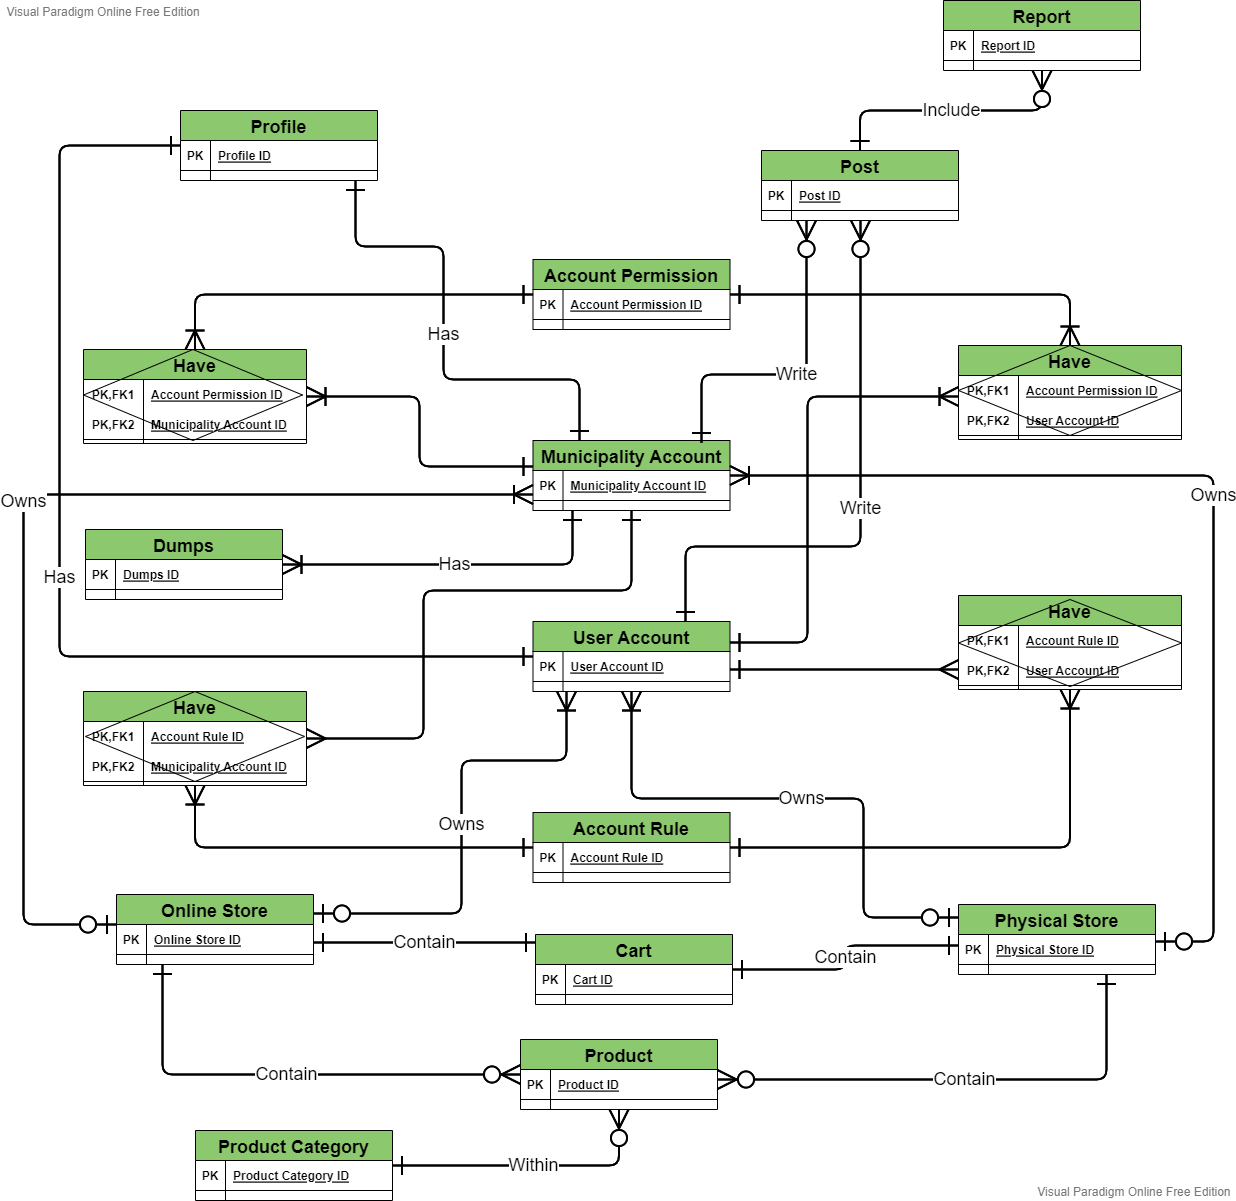 Visual Paradigm Online Free Edition
Report
PK Report ID
Include
Profile
PK Profile ID
Post
PK Post ID
Account Permission
PK Account Permission ID
Has
Have
PK,FK1 Account Permission ID
PK,FK2 Municipality Account ID
Write
Have
PK,FK1 Account Permission ID
PK,FK2 User Account ID
Municipality Account
PK Municipality Account ID
Owns
Owns
Write
Dumps
PK Dumps ID
Has
Has
User Account
PK User Account ID
Have
PK,FK1 Account Rule ID
PK,FK2 User Account ID
Have
PK,FK1 Account Rule ID
PK,FK2 Municipality Account ID
Owns
Owns
Account Rule
PK Account Rule ID
Online Store
PK Online Store ID
Contain
Cart
PK Cart ID
Contain
Physical Store
PK Physical Store ID
Contain
Product
PK Product ID
Contain
Product Category
PK Product Category ID
Within
Visual Paradigm Online Free Edition